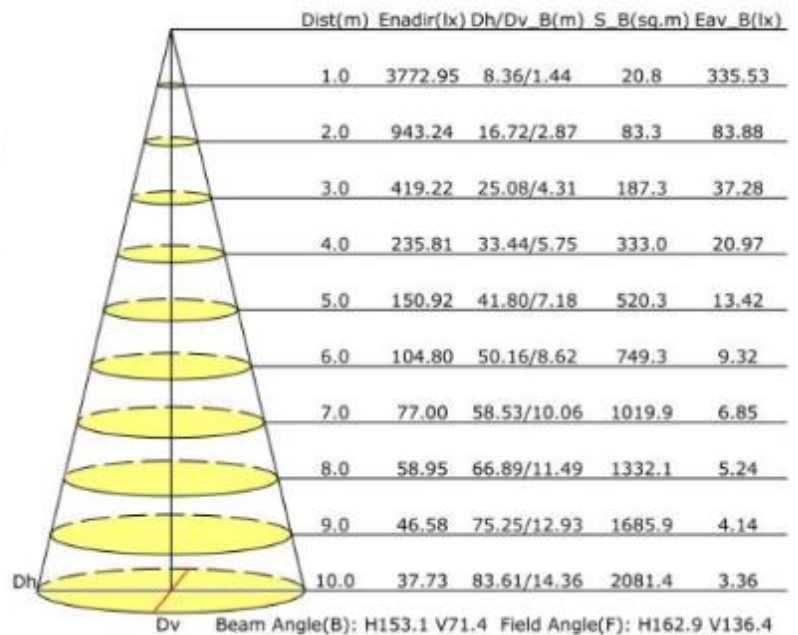 Dist(m) Enadir(lx) Dh/Dv_B(m) S_B(sq.m) Eav_B(lx)
1.0 3772.95 8.36/1.44 20.8 335.53
2.0 943.24 16.72/2.87 83.3 83.88
3.0 419.22 25.08/4.31 187.3 37.28
4.0 235.81 33.44/5.75 333.0 20.97
5.0 150.92 41.80/7.18 520.3 13.42
6.0 104.80 50.16/8.62 749.3 9.32
7.0 77.00 58.53/10.06 1019.9 6.85
8.0 58.95 66.89/11.49 1332.1 5.24
9.0 46.58 75.25/12.93 1685.9 4.14
Dh 10.0 37.73 83.61/14.36 2081.4 3.36
Dv Beam Angle(B): H153.1 V71.4 Field Angle(F): H162.9 V136.4